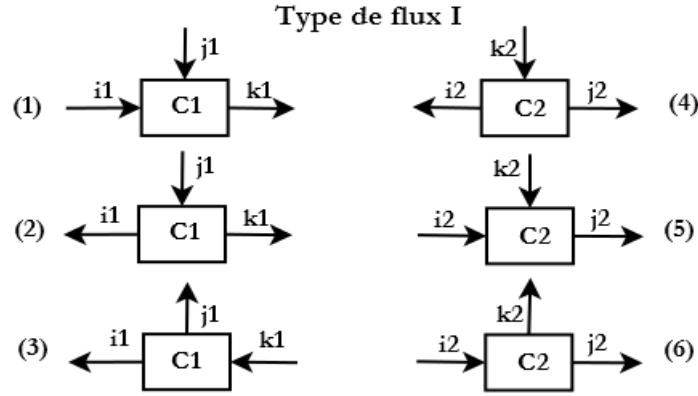 Type de flux I
j1 k2
(1) i1 C1 k1 i2 C2 j2 (4)
j1 k2
(2) i1 C1 k1 i2 C2 j2 (5)
j1 k2
(3) i1 C1 k1 i2 C2 j2 (6)